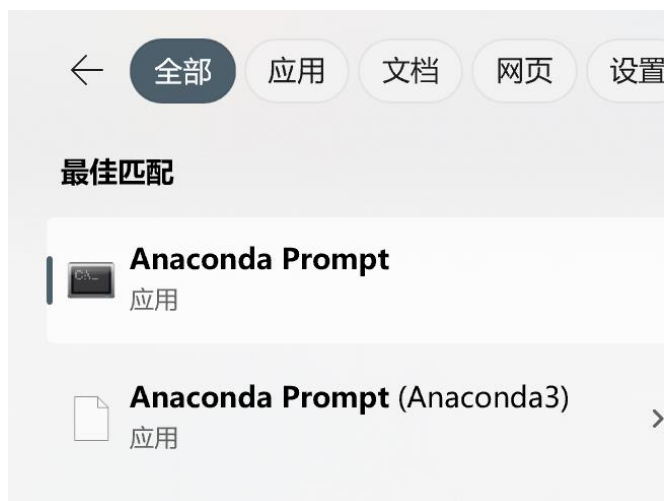 全部 应用 文档 网页 设置
最佳匹配
Anaconda Prompt
应用
Anaconda Prompt (Anaconda3)
应用